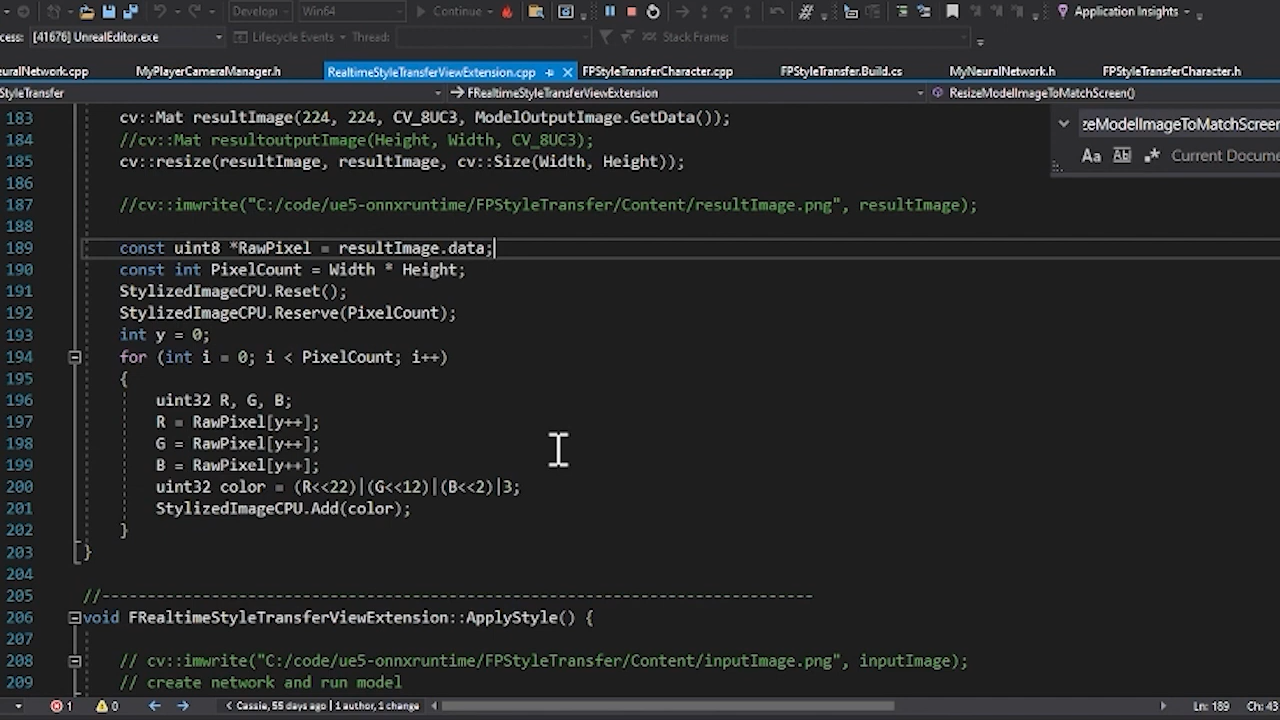 Develop Win64 Continue Application Insights
cess: [41676] UnrealEditor.exe Lifecycle Events Thread: Stack Frame:
euralNetwork.cpp MyPlayerCameraManager.h RealtimeStyleTransferViewExtension.cpp FPStyleTransferCharacter.cpp FPStyleTransfer.Build.cs MyNeuralNetwork.h FPStyleTransferCharacter.h
StyleTransfer FRealtimeStyleTransferViewExtension ResizeModelImageToMatchScreen()
zeModelImageToMatchScreen
Aa Ab Current Docume
183 cv::Mat resultImage(224, 224, CV_8UC3, ModelOutputImage.GetData());
184 //cv::Mat resultoutputImage(Height, Width, CV_8UC3);
185 cv::resize(resultImage, resultImage, cv::Size(Width, Height));
186
187 //cv::imwrite("C:/code/ue5-onnxruntime/FPStyleTransfer/Content/resultImage.png", resultImage);
188
189 const uint8 *RawPixel = resultImage.data;
190 const int PixelCount = Width * Height;
191 StylizedImageCPU.Reset();
192 StylizedImageCPU.Reserve(PixelCount);
193 int y = 0;
194 for (int i = 0; i < PixelCount; i++)
195 {
196 uint32 R, G, B;
197 R = RawPixel[y++];
198 G = RawPixel[y++];
199 B = RawPixel[y++];
200 uint32 color = (R<<22)|(G<<12)|(B<<2)|3;
201 StylizedImageCPU.Add(color);
202 }
203 }
204
205 //------------------------------------------------------------------------------
206 void FRealtimeStyleTransferViewExtension::ApplyStyle() {
207
208 // cv::imwrite("C:/code/ue5-onnxruntime/FPStyleTransfer/Content/inputImage.png", inputImage);
209 // create network and run model
1 0 Cassie, 55 days ago | 1 author, 1 change Ln: 189 Ch: 43